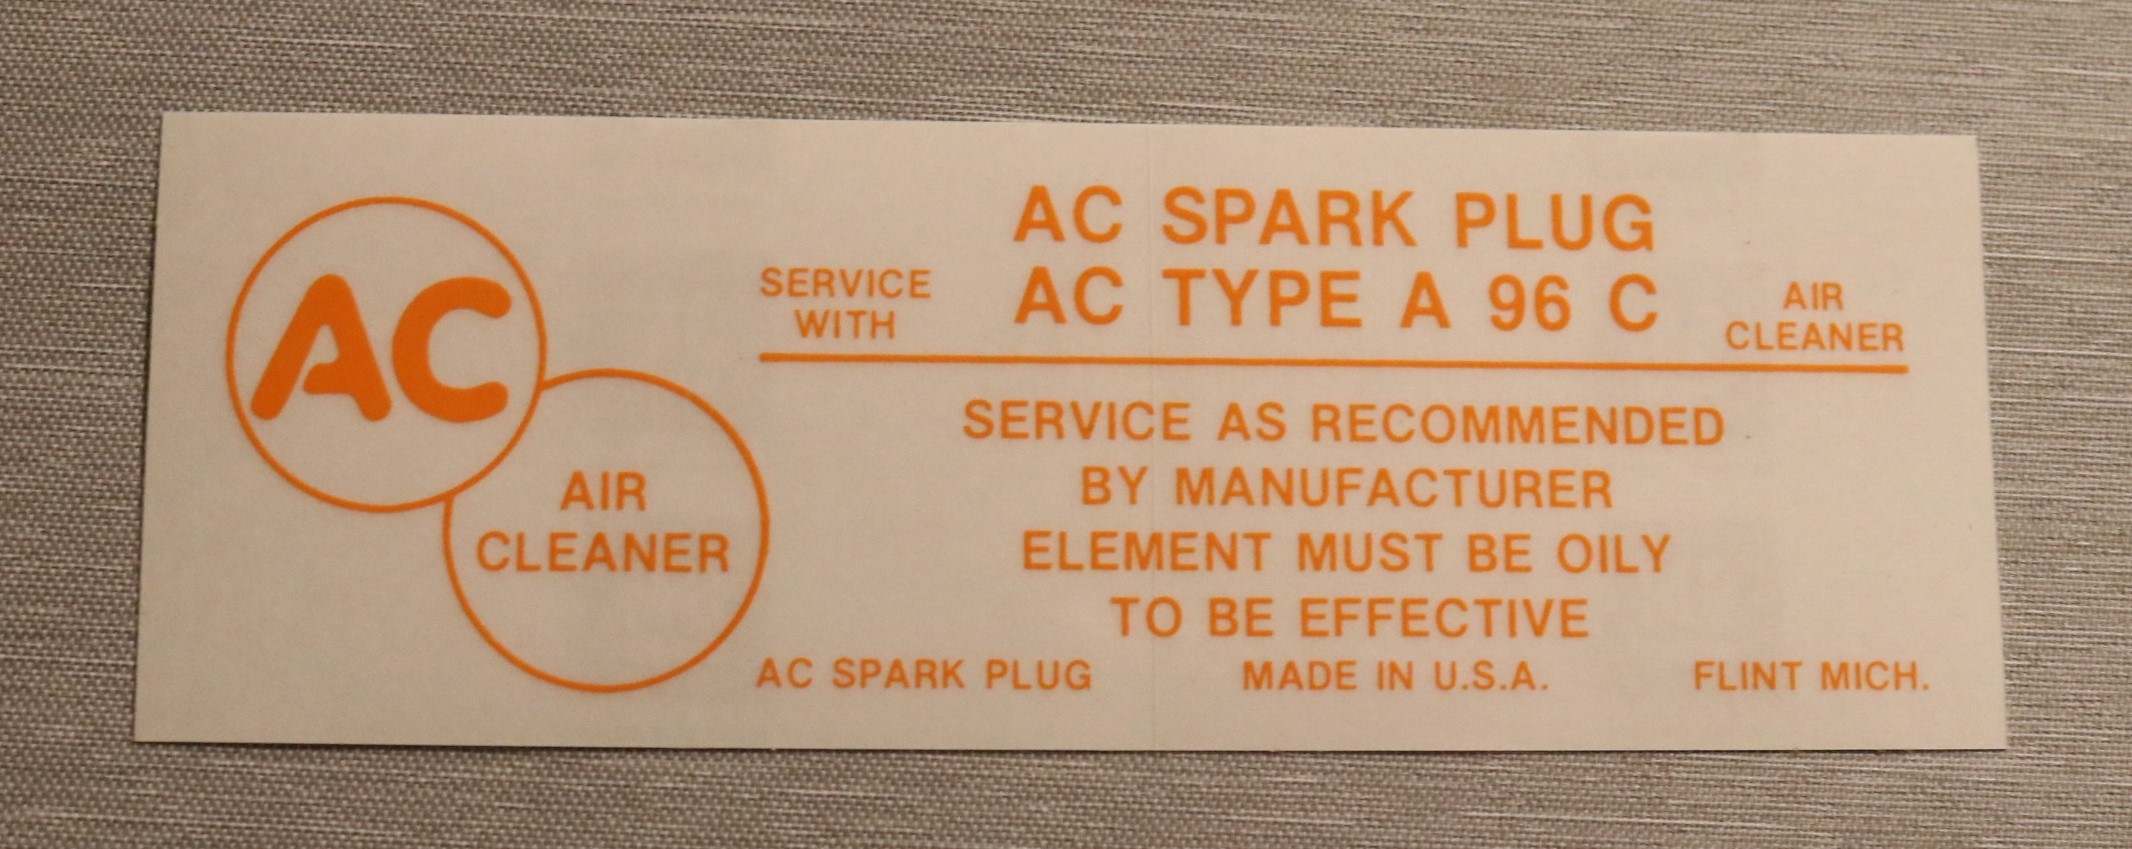 AC
AIR
CLEANER
AC SPARK PLUG
SERVICE
WITH
AC TYPE A 96 C
AIR
CLEANER
SERVICE AS RECOMMENDED
BY MANUFACTURER
ELEMENT MUST BE OILY
TO BE EFFECTIVE
AC SPARK PLUG MADE IN U.S.A. FLINT MICH.